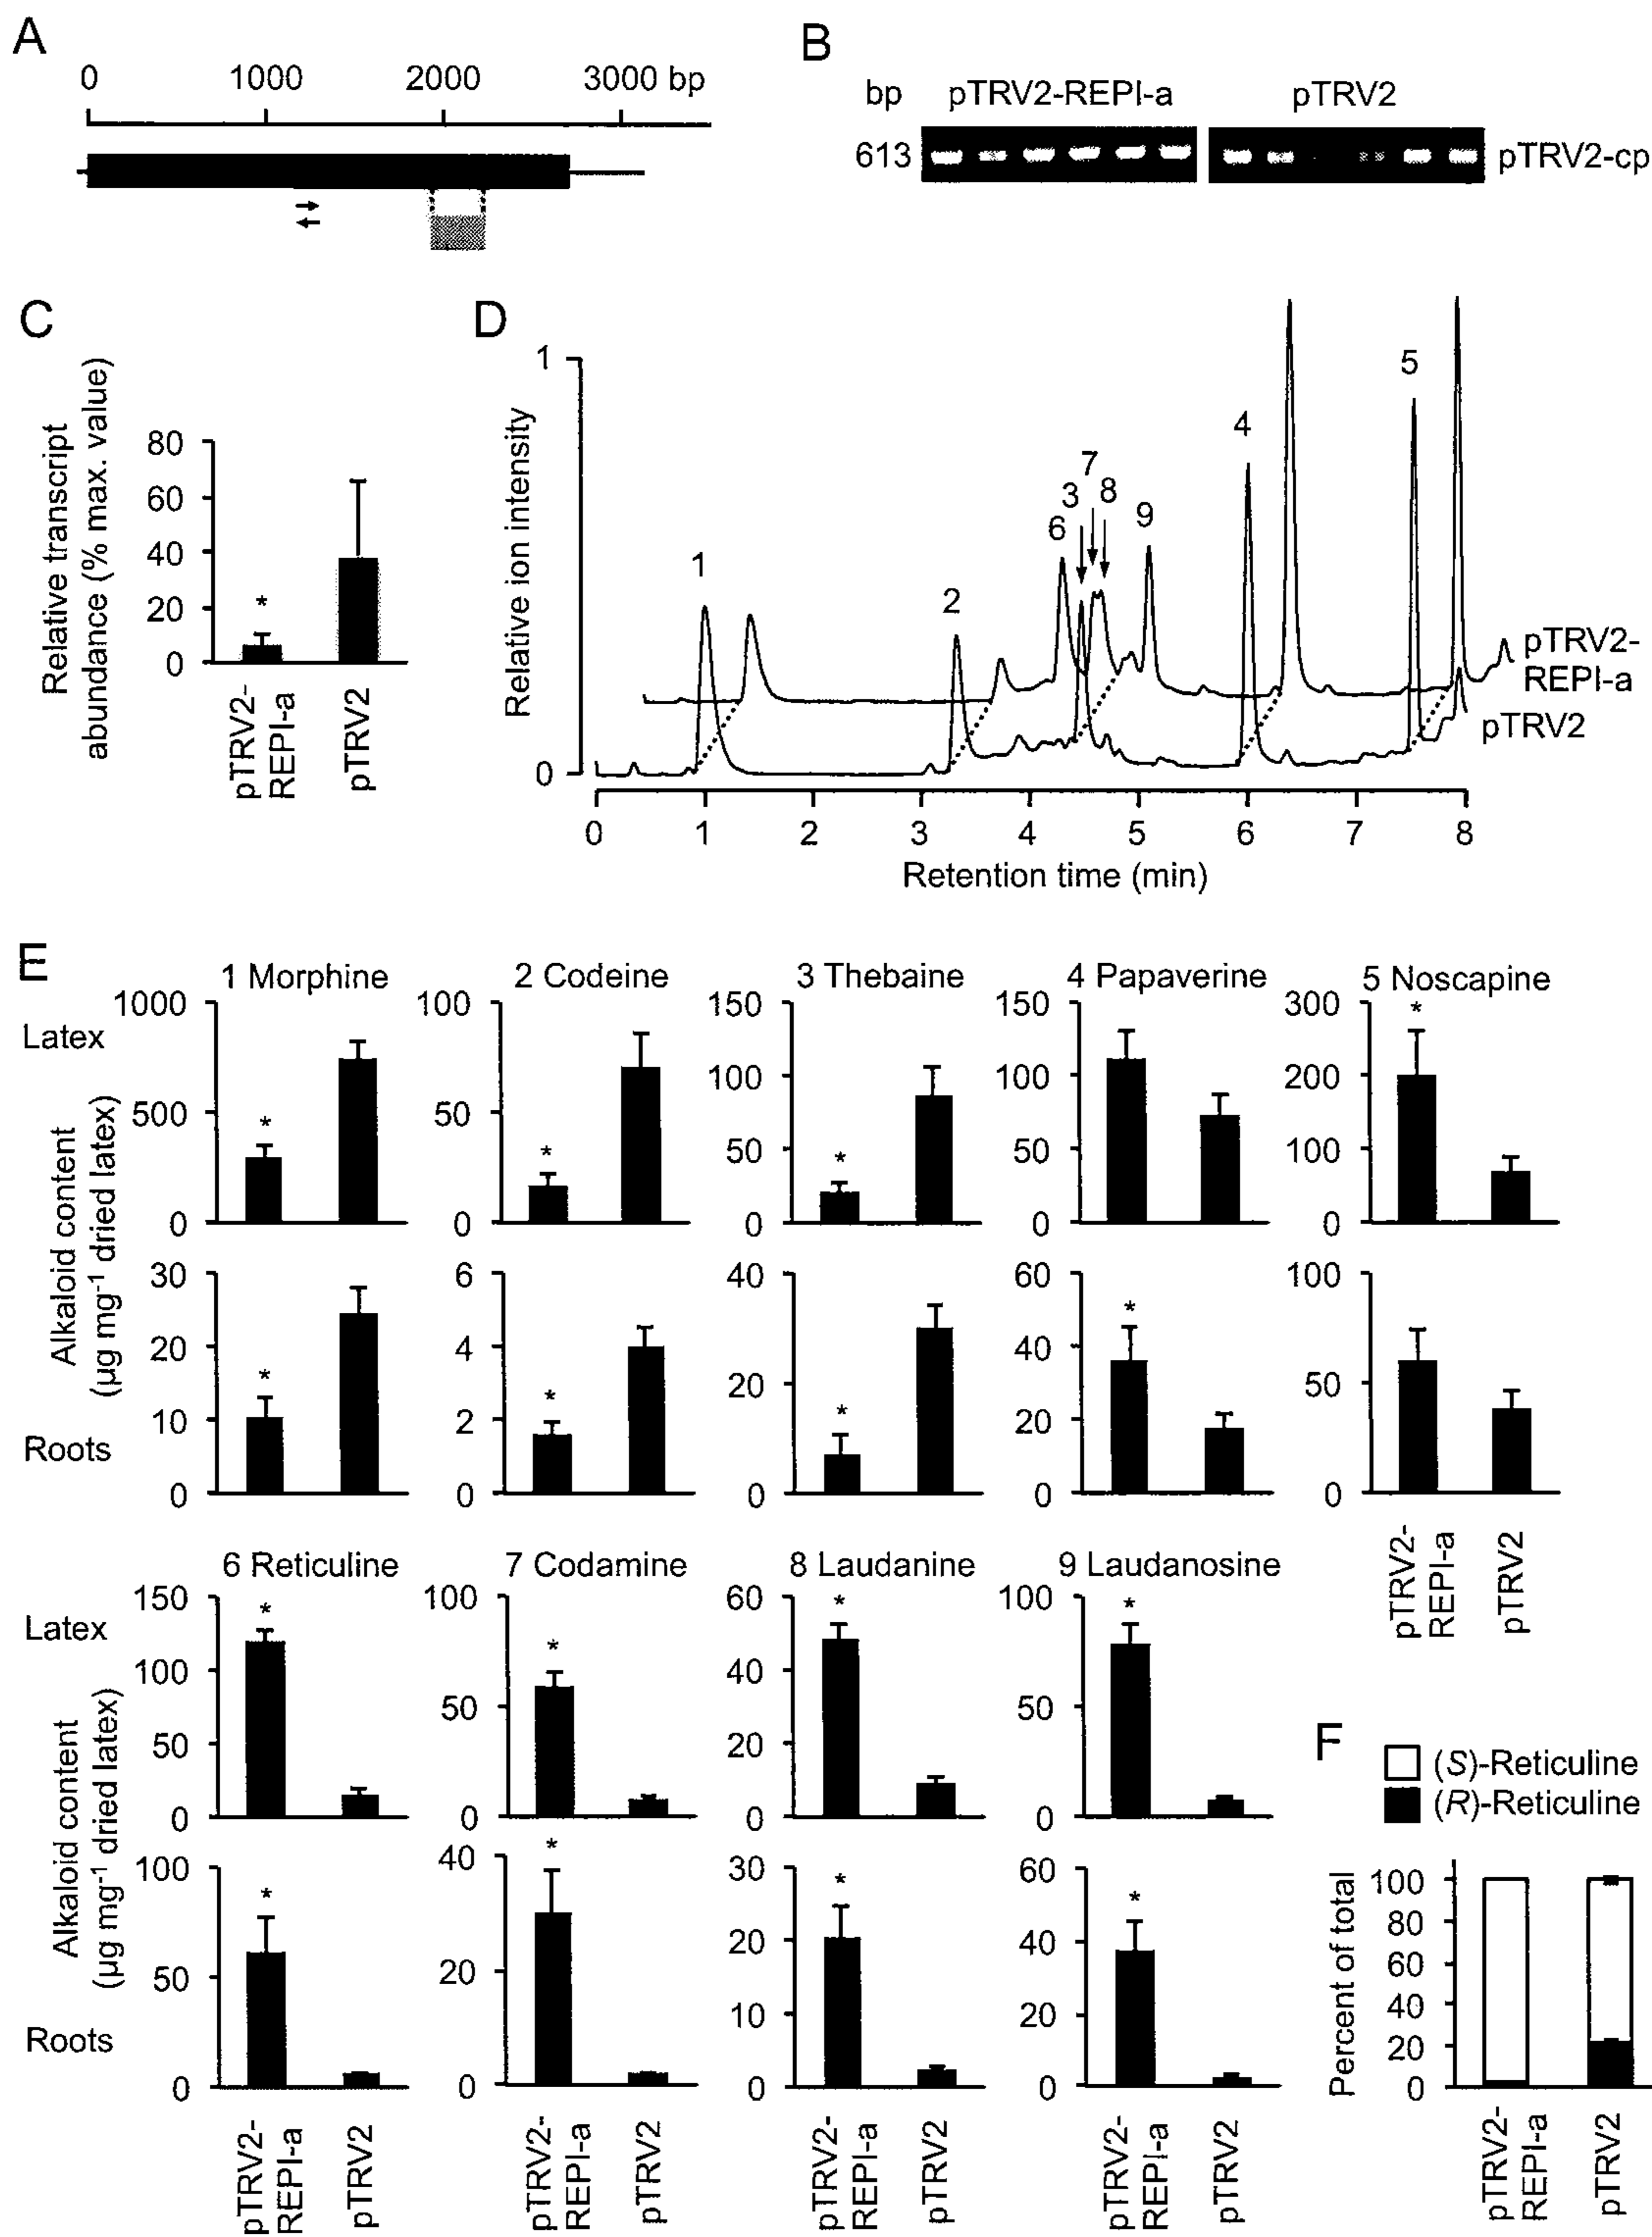 A
0 1000 2000 3000 bp
B
bp pTRV2-REPI-a pTRV2
613 pTRV2-cp
C
Relative transcript
abundance (% max. value)
80
60
40
20
0
*
pTRV2-
REPI-a
pTRV2
D
Relative ion intensity
1
0
1
2
6
3
7
8
9
4
5
pTRV2-
REPI-a
pTRV2
0 1 2 3 4 5 6 7 8
Retention time (min)
E
Latex
Alkaloid content
(µg mg-1 dried latex)
Roots
1 Morphine
1000
500
0
*
30
20
10
0
*
2 Codeine
100
50
0
*
6
4
2
0
*
3 Thebaine
150
100
50
0
*
40
20
0
*
4 Papaverine
150
100
50
0
60
40
20
0
*
5 Noscapine
300
200
100
0
*
100
50
0
pTRV2-
REPI-a
pTRV2
Latex
Alkaloid content
(µg mg-1 dried latex)
Roots
6 Reticuline
150
100
50
0
*
100
50
0
*
pTRV2-
REPI-a
pTRV2
7 Codamine
100
50
0
*
40
20
0
*
pTRV2-
REPI-a
pTRV2
8 Laudanine
60
40
20
0
*
30
20
10
0
*
pTRV2-
REPI-a
pTRV2
9 Laudanosine
100
50
0
*
60
40
20
0
*
pTRV2-
REPI-a
pTRV2
F
(S)-Reticuline
(R)-Reticuline
Percent of total
100
80
60
40
20
0
pTRV2-
REPI-a
pTRV2